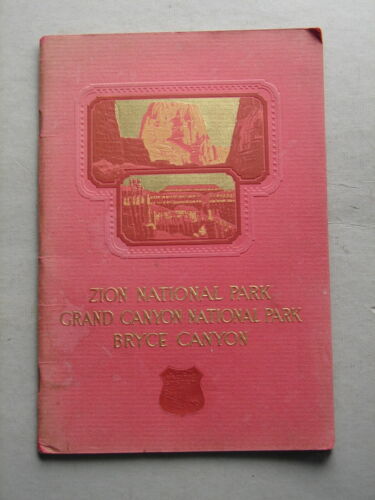 ZION NATIONAL PARK
GRAND CANYON NATIONAL PARK
BRYCE CANYON